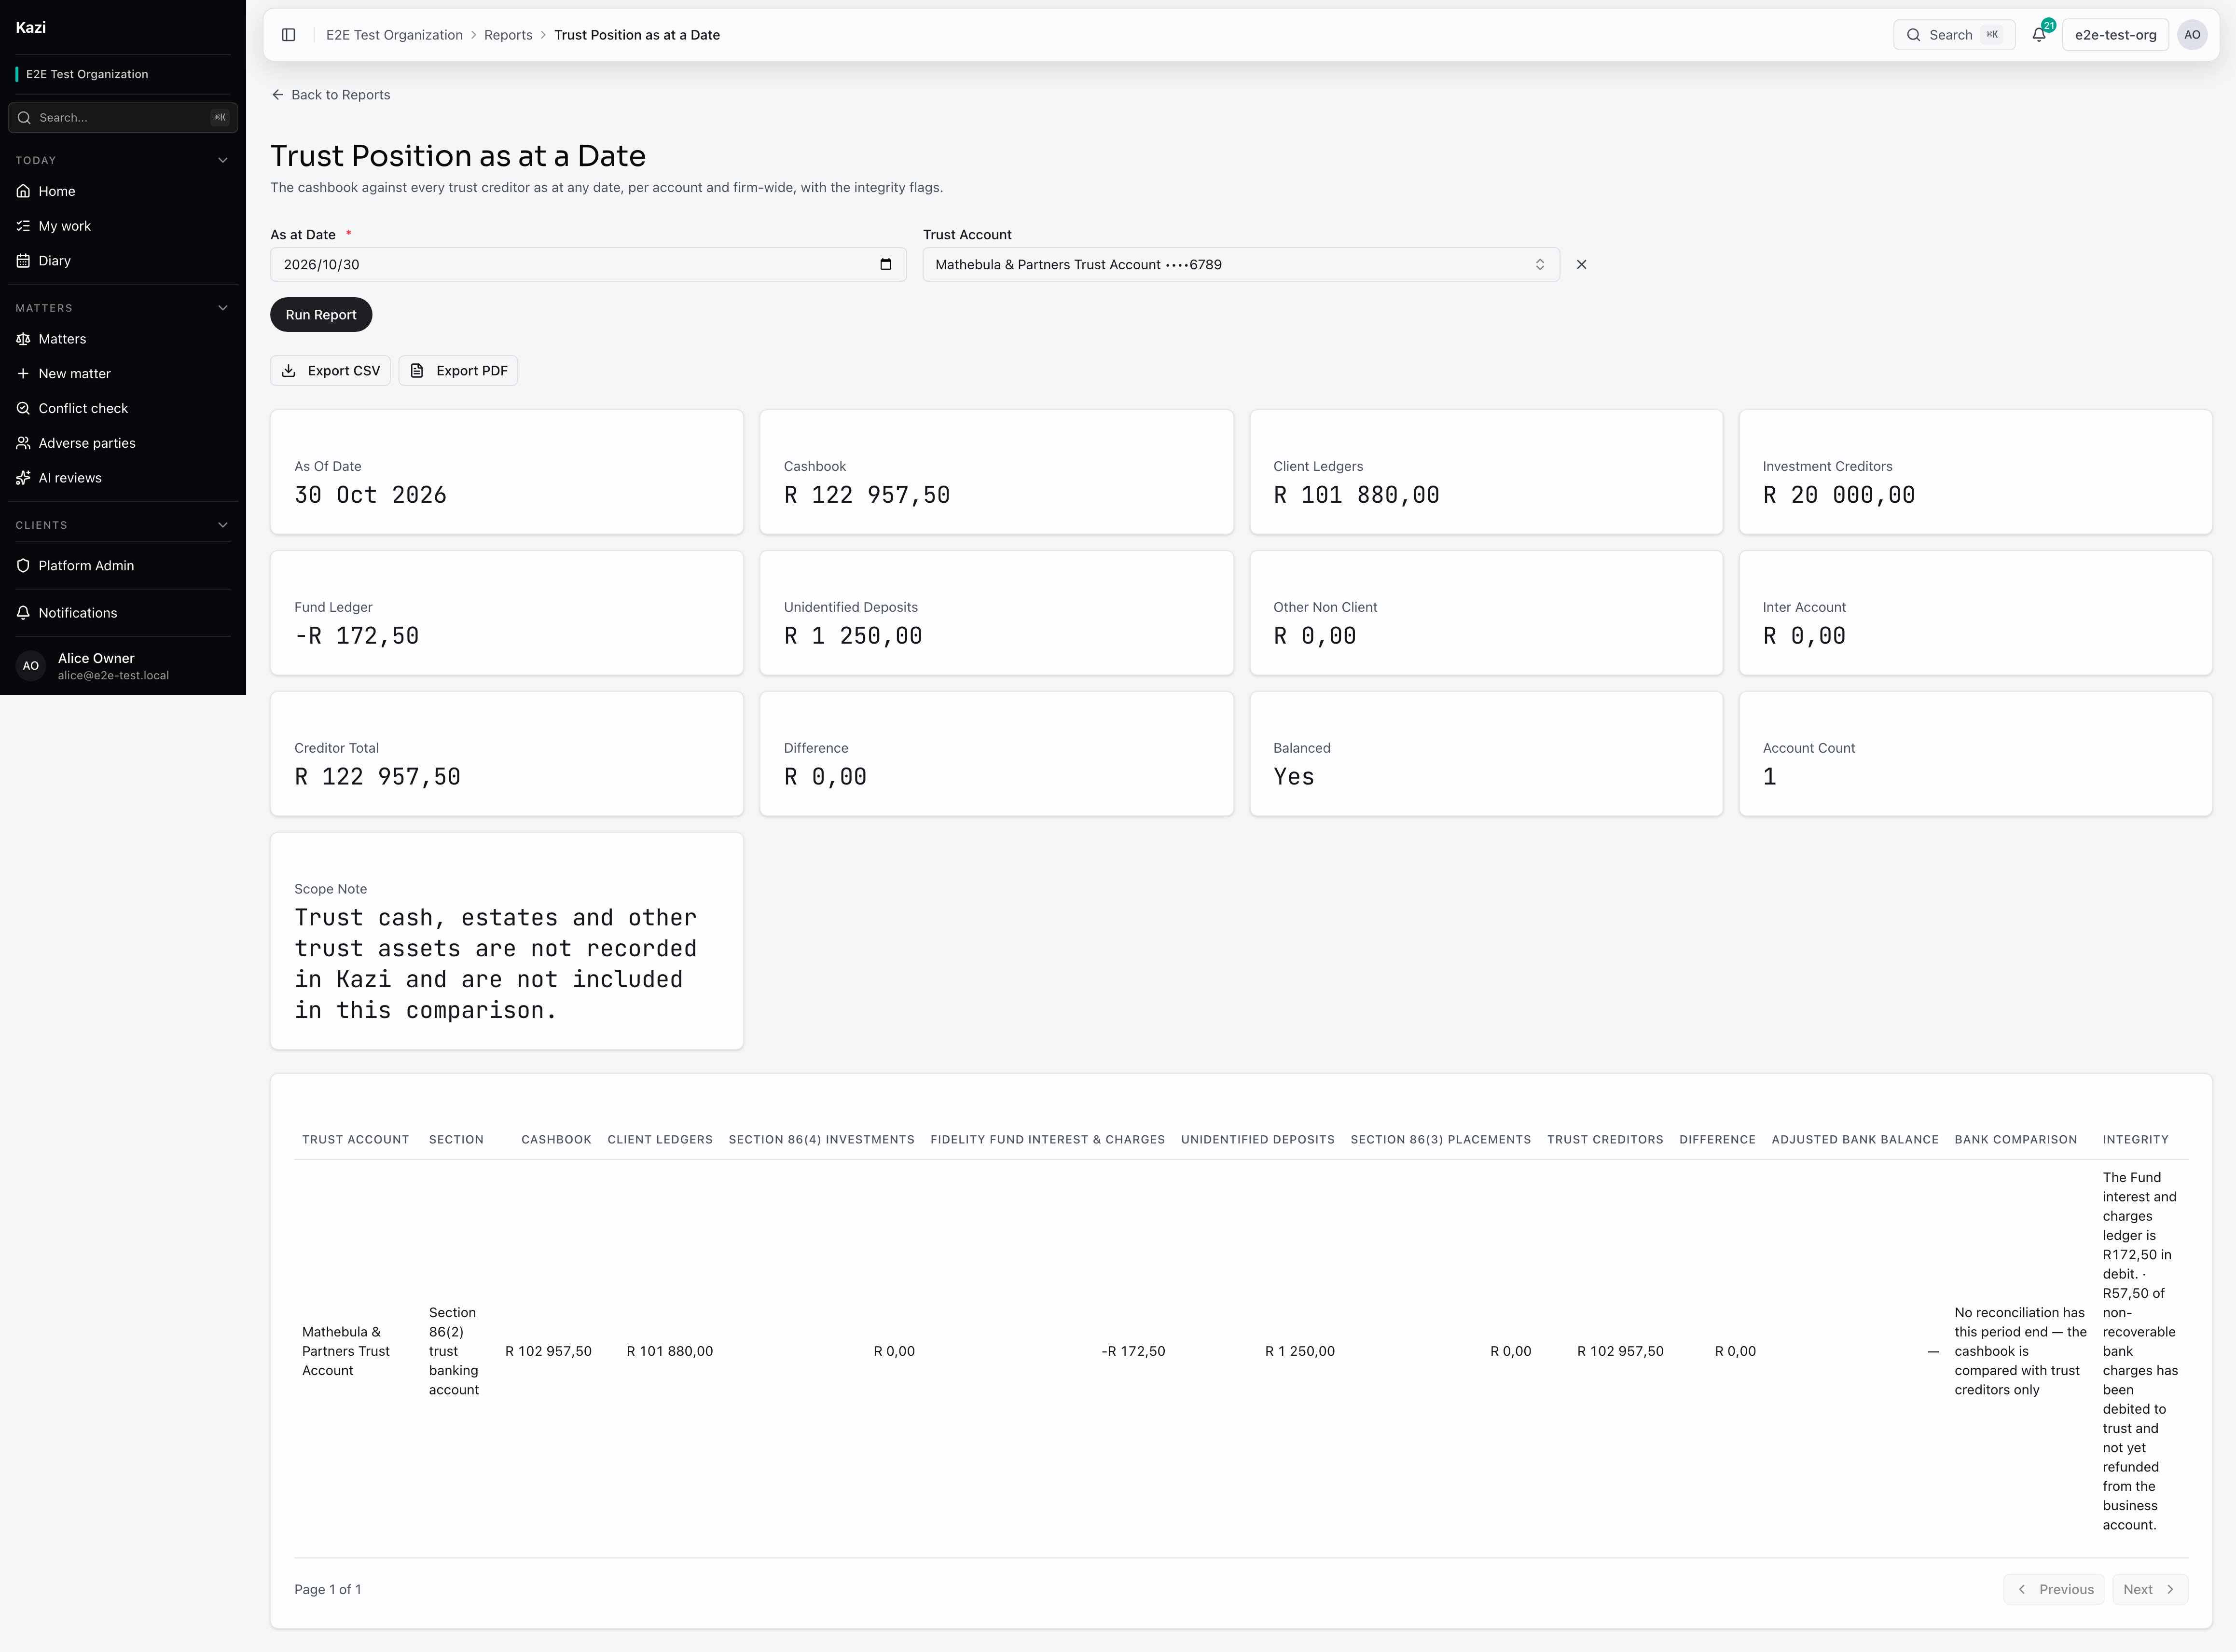 Kazi
E2E Test Organization
Search... ⌘K
TODAY
Home
My work
Diary
MATTERS
Matters
New matter
Conflict check
Adverse parties
AI reviews
CLIENTS
Platform Admin
Notifications
AO
Alice Owner
alice@e2e-test.local
E2E Test Organization > Reports > Trust Position as at a Date
Search ⌘K
21
e2e-test-org
AO
Back to Reports
Trust Position as at a Date
The cashbook against every trust creditor as at any date, per account and firm-wide, with the integrity flags.
As at Date *
2026/10/30
Trust Account
Mathebula & Partners Trust Account ••••6789
Run Report
Export CSV
Export PDF
As Of Date
30 Oct 2026
Cashbook
R 122 957,50
Client Ledgers
R 101 880,00
Investment Creditors
R 20 000,00
Fund Ledger
-R 172,50
Unidentified Deposits
R 1 250,00
Other Non Client
R 0,00
Inter Account
R 0,00
Creditor Total
R 122 957,50
Difference
R 0,00
Balanced
Yes
Account Count
1
Scope Note
Trust cash, estates and other
trust assets are not recorded
in Kazi and are not included
in this comparison.
TRUST ACCOUNT SECTION CASHBOOK CLIENT LEDGERS SECTION 86(4) INVESTMENTS FIDELITY FUND INTEREST & CHARGES UNIDENTIFIED DEPOSITS SECTION 86(3) PLACEMENTS TRUST CREDITORS DIFFERENCE ADJUSTED BANK BALANCE BANK COMPARISON INTEGRITY
Mathebula &
Partners Trust
Account
Section
86(2)
trust
banking
account
R 102 957,50
R 101 880,00
R 0,00
-R 172,50
R 1 250,00
R 0,00
R 102 957,50
R 0,00
—
No reconciliation has
this period end — the
cashbook is
compared with trust
creditors only
The Fund
interest and
charges
ledger is
R172,50 in
debit. ·
R57,50 of
non-
recoverable
bank
charges has
been
debited to
trust and
not yet
refunded
from the
business
account.
Page 1 of 1
Previous
Next